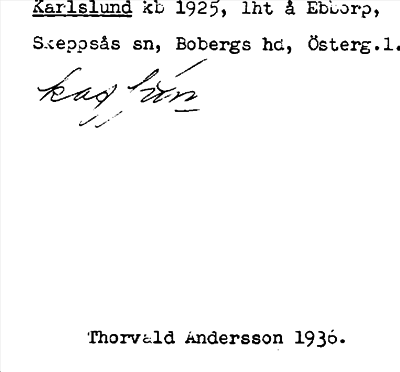 Karlslund kb 1925, lht å Ebborp,
Skeppsås sn, Bobergs hd, Österg.l.
Thorvald Andersson 1936.